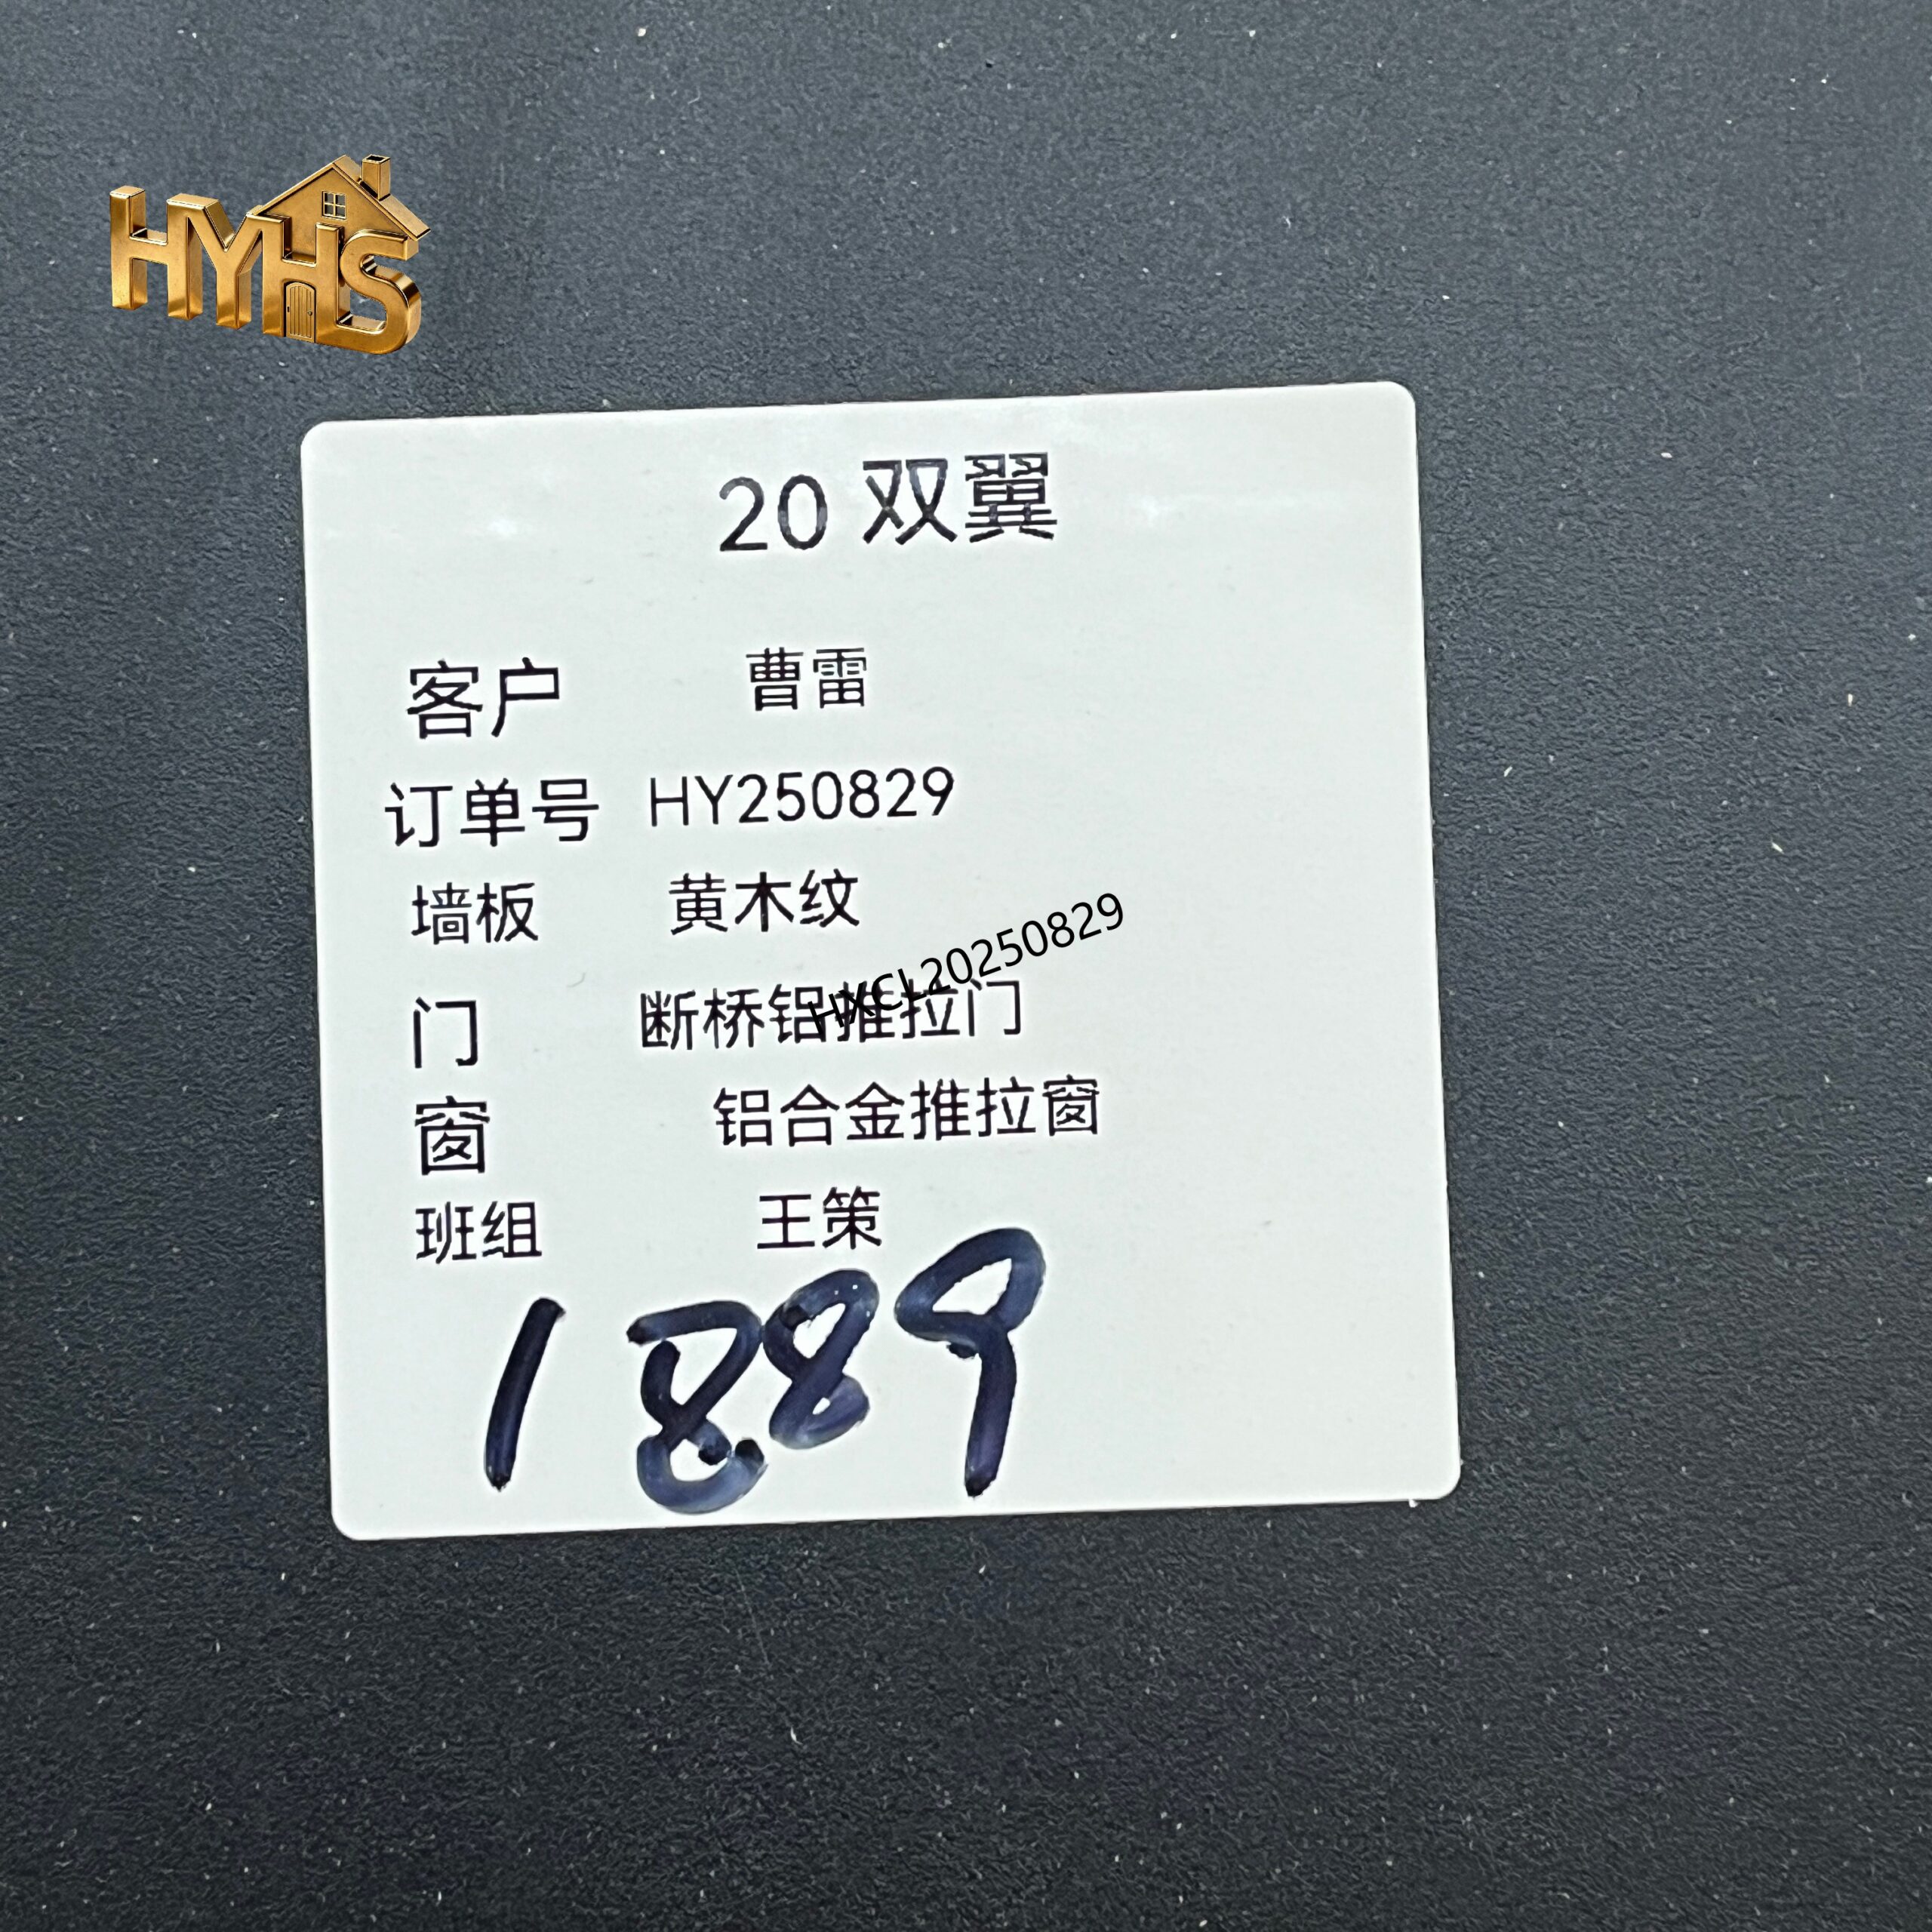 HYHS
20 双翼
客户 曹雷
订单号 HY250829
墙板 黄木纹
HXCL20250829
门 断桥铝推拉门
窗 铝合金推拉窗
班组 王策
1889